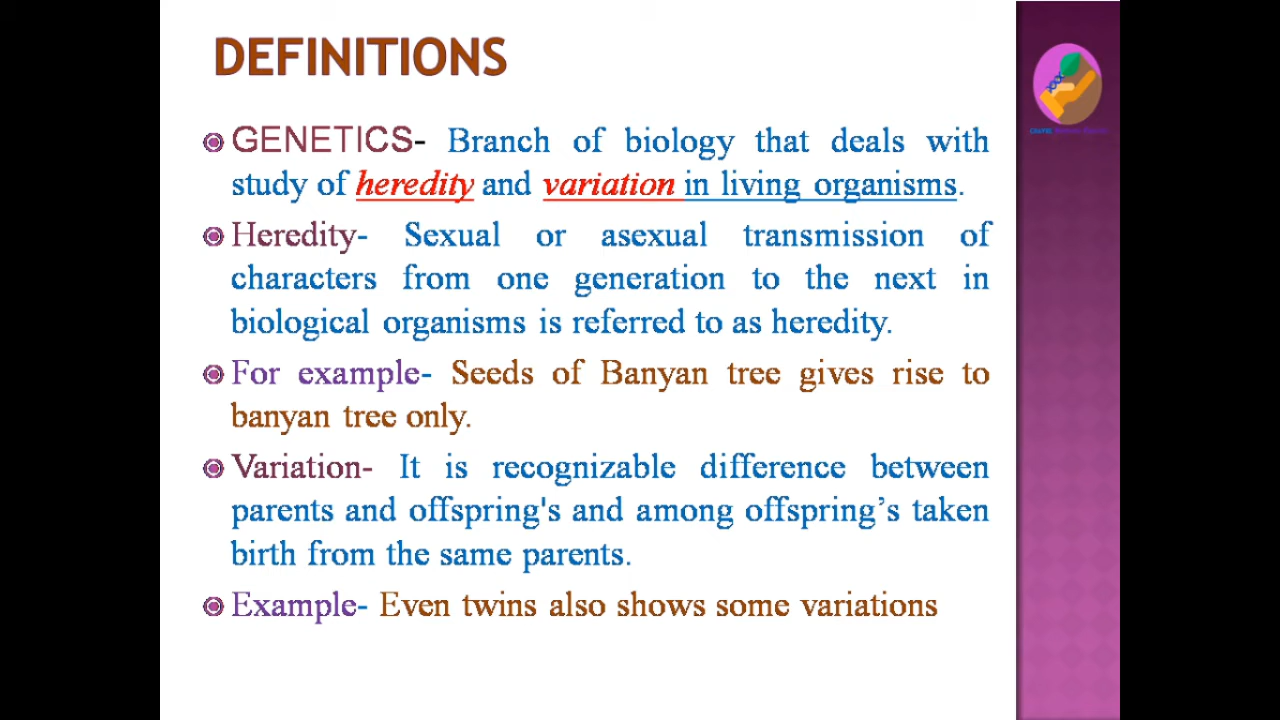 DEFINITIONS
GENETICS- Branch of biology that deals with
study of heredity and variation in living organisms.
Heredity- Sexual or asexual transmission of
characters from one generation to the next in
biological organisms is referred to as heredity.
For example- Seeds of Banyan tree gives rise to
banyan tree only.
Variation- It is recognizable difference between
parents and offspring's and among offspring’s taken
birth from the same parents.
Example- Even twins also shows some variations